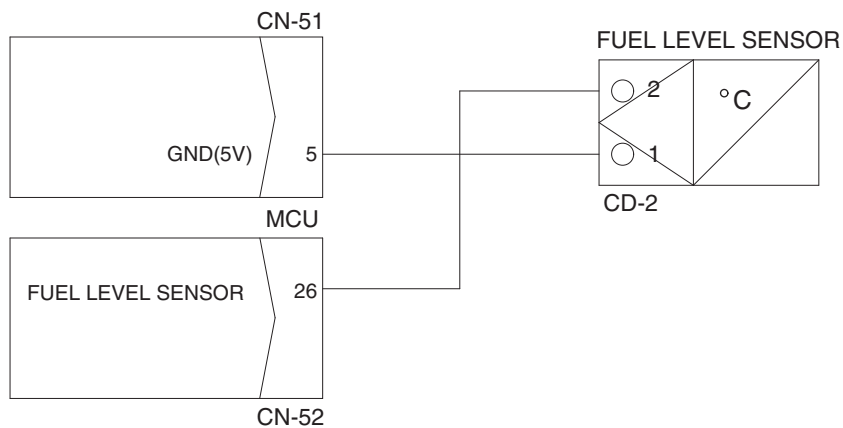 CN-51
FUEL LEVEL SENSOR
2
°C
GND(5V) 5
1
CD-2
MCU
FUEL LEVEL SENSOR 26
CN-52